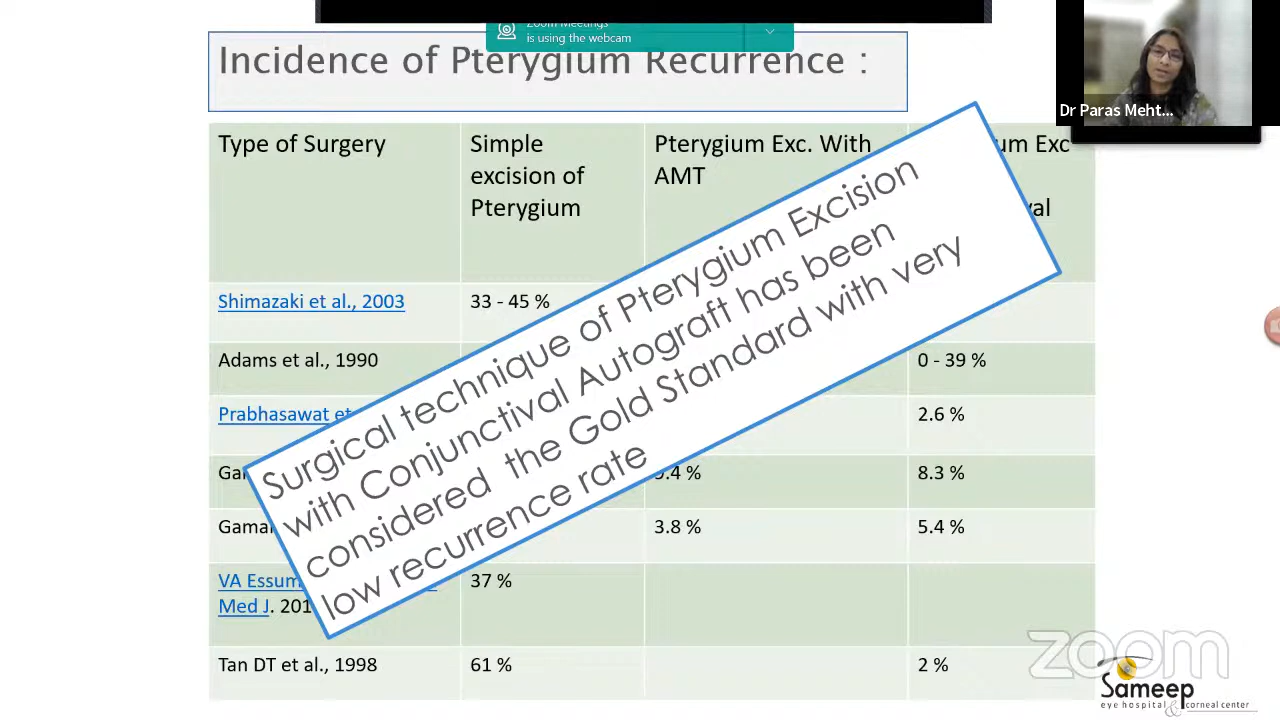 Zoom Meetings
is using the webcam
Incidence of Pterygium Recurrence :
Dr Paras Meht...
Type of Surgery
Simple
excision of
Pterygium
Pterygium Exc. With
AMT
Exc
Shimazaki et al., 2003
33 - 45 %
Adams et al., 1990
0 - 39 %
Prabhasawat et
2.6 %
8.3 %
3.8 %
5.4 %
VA Essum
Med J. 201
37 %
Tan DT et al., 1998
61 %
2 %
Surgical technique of Pterygium Excision
with Conjunctival Autograft has been
considered the Gold Standard with very
low recurrence rate
zoom
Sameep
eye hospital & corneal center